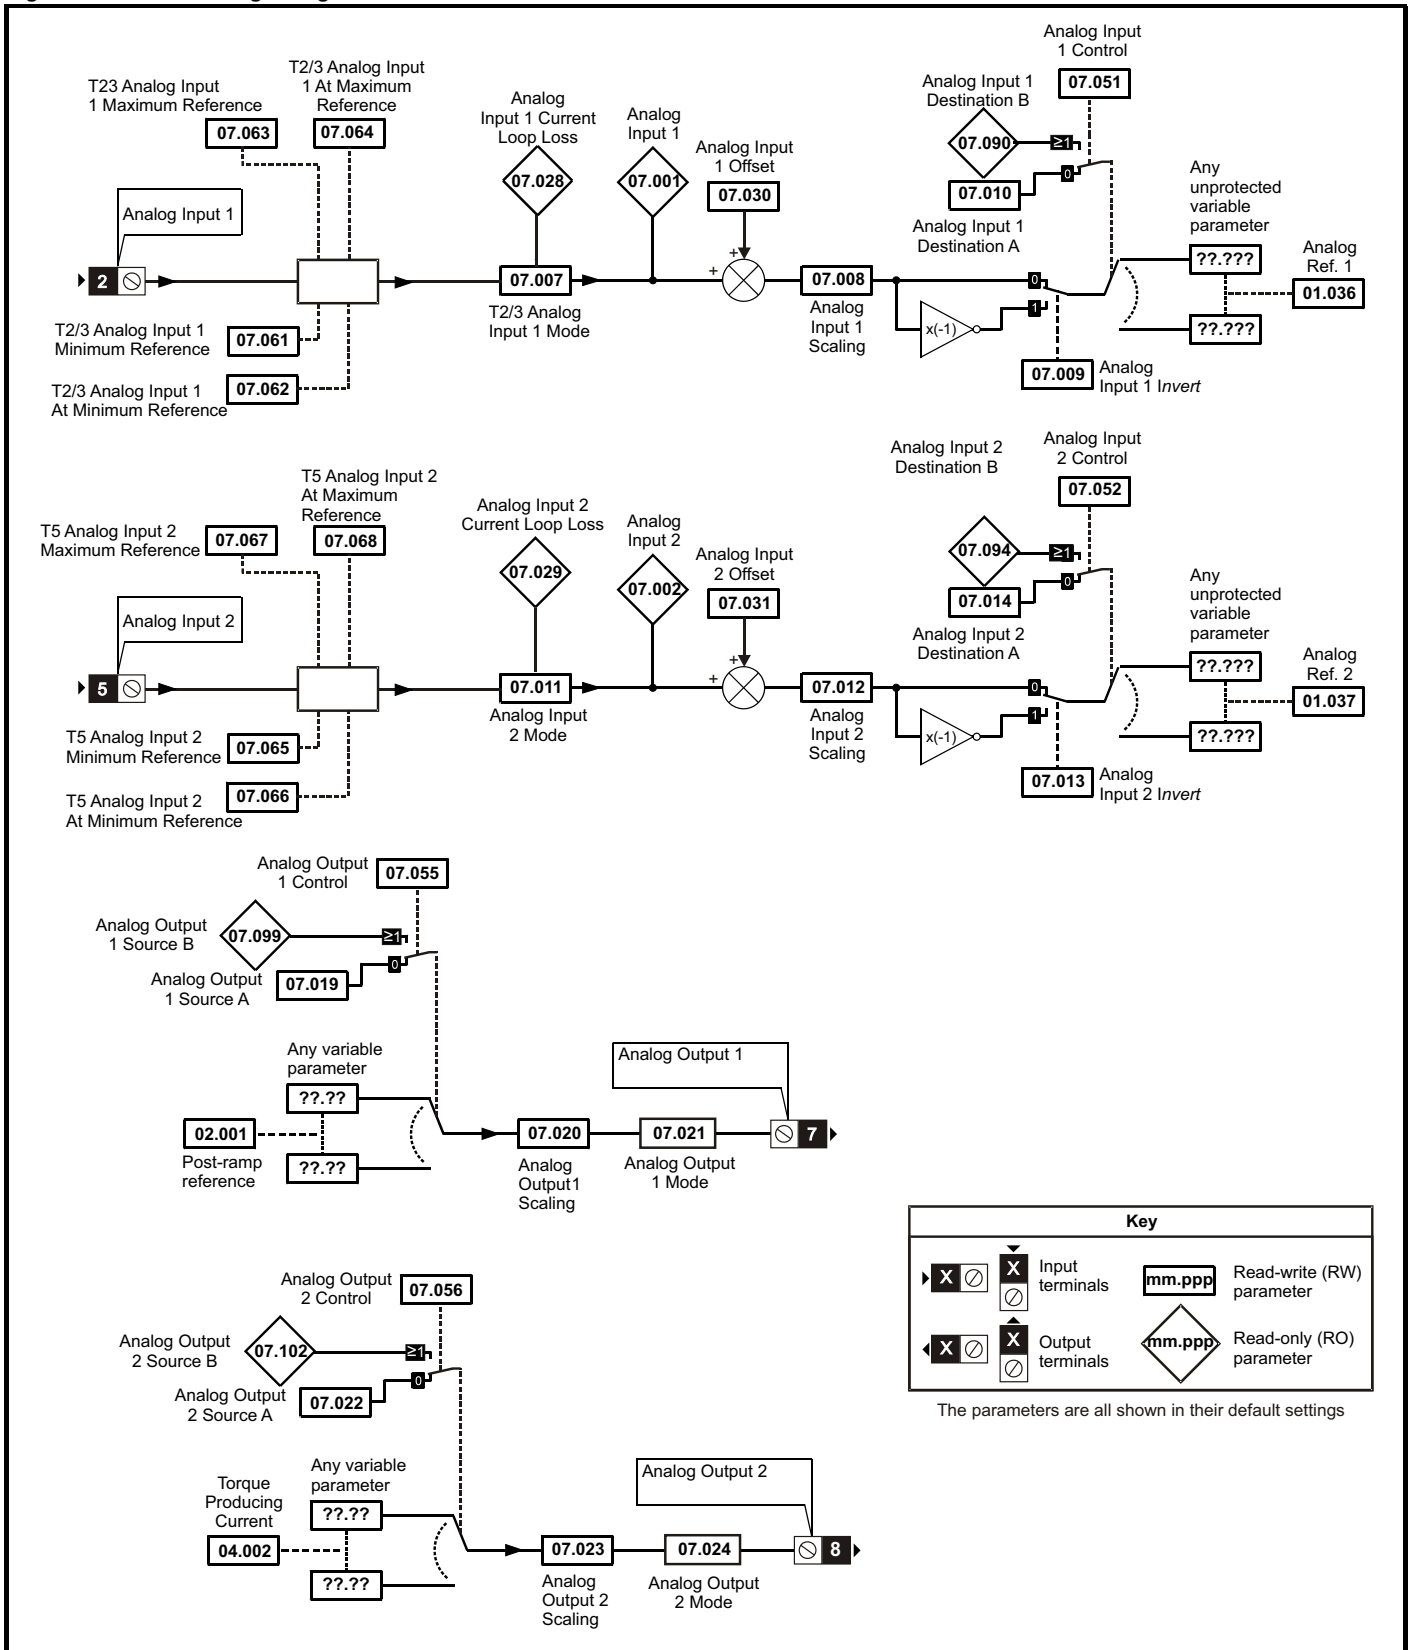 T23 Analog Input
1 Maximum Reference
07.063
T2/3 Analog Input
1 At Maximum
Reference
07.064
Analog
Input 1 Current
Loop Loss
07.028
Analog
Input 1
07.001
Analog Input
1 Offset
07.030
Analog Input 1
Destination B
07.090
≥1
Analog Input
1 Control
07.051
0
07.010
Analog Input 1
Destination A
Any
unprotected
variable
parameter
??.???
Analog
Ref. 1
01.036
??.???
Analog Input 1
2
07.007
T2/3 Analog
Input 1 Mode
+
+
07.008
Analog
Input 1
Scaling
x(-1)
0
1
07.009
Analog
Input 1 Invert
T2/3 Analog Input 1
Minimum Reference
07.061
T2/3 Analog Input 1
At Minimum Reference
07.062
T5 Analog Input 2
Maximum Reference
07.067
T5 Analog Input 2
At Maximum
Reference
07.068
Analog Input 2
Current Loop Loss
07.029
Analog
Input 2
07.002
Analog Input
2 Offset
07.031
Analog Input 2
Destination B
07.094
≥1
Analog Input
2 Control
07.052
0
07.014
Analog Input 2
Destination A
Any
unprotected
variable
parameter
??.???
Analog
Ref. 2
01.037
??.???
Analog Input 2
5
07.011
Analog Input
2 Mode
+
+
07.012
Analog
Input 2
Scaling
x(-1)
0
1
07.013
Analog
Input 2 Invert
T5 Analog Input 2
Minimum Reference
07.065
T5 Analog Input 2
At Minimum Reference
07.066
Analog Output
1 Control
07.055
Analog Output
1 Source B
07.099
≥1
0
Analog Output
1 Source A
07.019
Any variable
parameter
??.??
02.001
Post-ramp
reference
??.??
07.020
Analog
Output1
Scaling
07.021
Analog Output
1 Mode
Analog Output 1
7
Analog Output
2 Control
07.056
Analog Output
2 Source B
07.102
≥1
0
Analog Output
2 Source A
07.022
Any variable
parameter
??.??
Torque
Producing
Current
04.002
??.??
07.023
Analog
Output 2
Scaling
07.024
Analog Output
2 Mode
Analog Output 2
8
Key
X
X
Input
terminals
mm.ppp
Read-write (RW)
parameter
X
X
Output
terminals
mm.ppp
Read-only (RO)
parameter
The parameters are all shown in their default settings